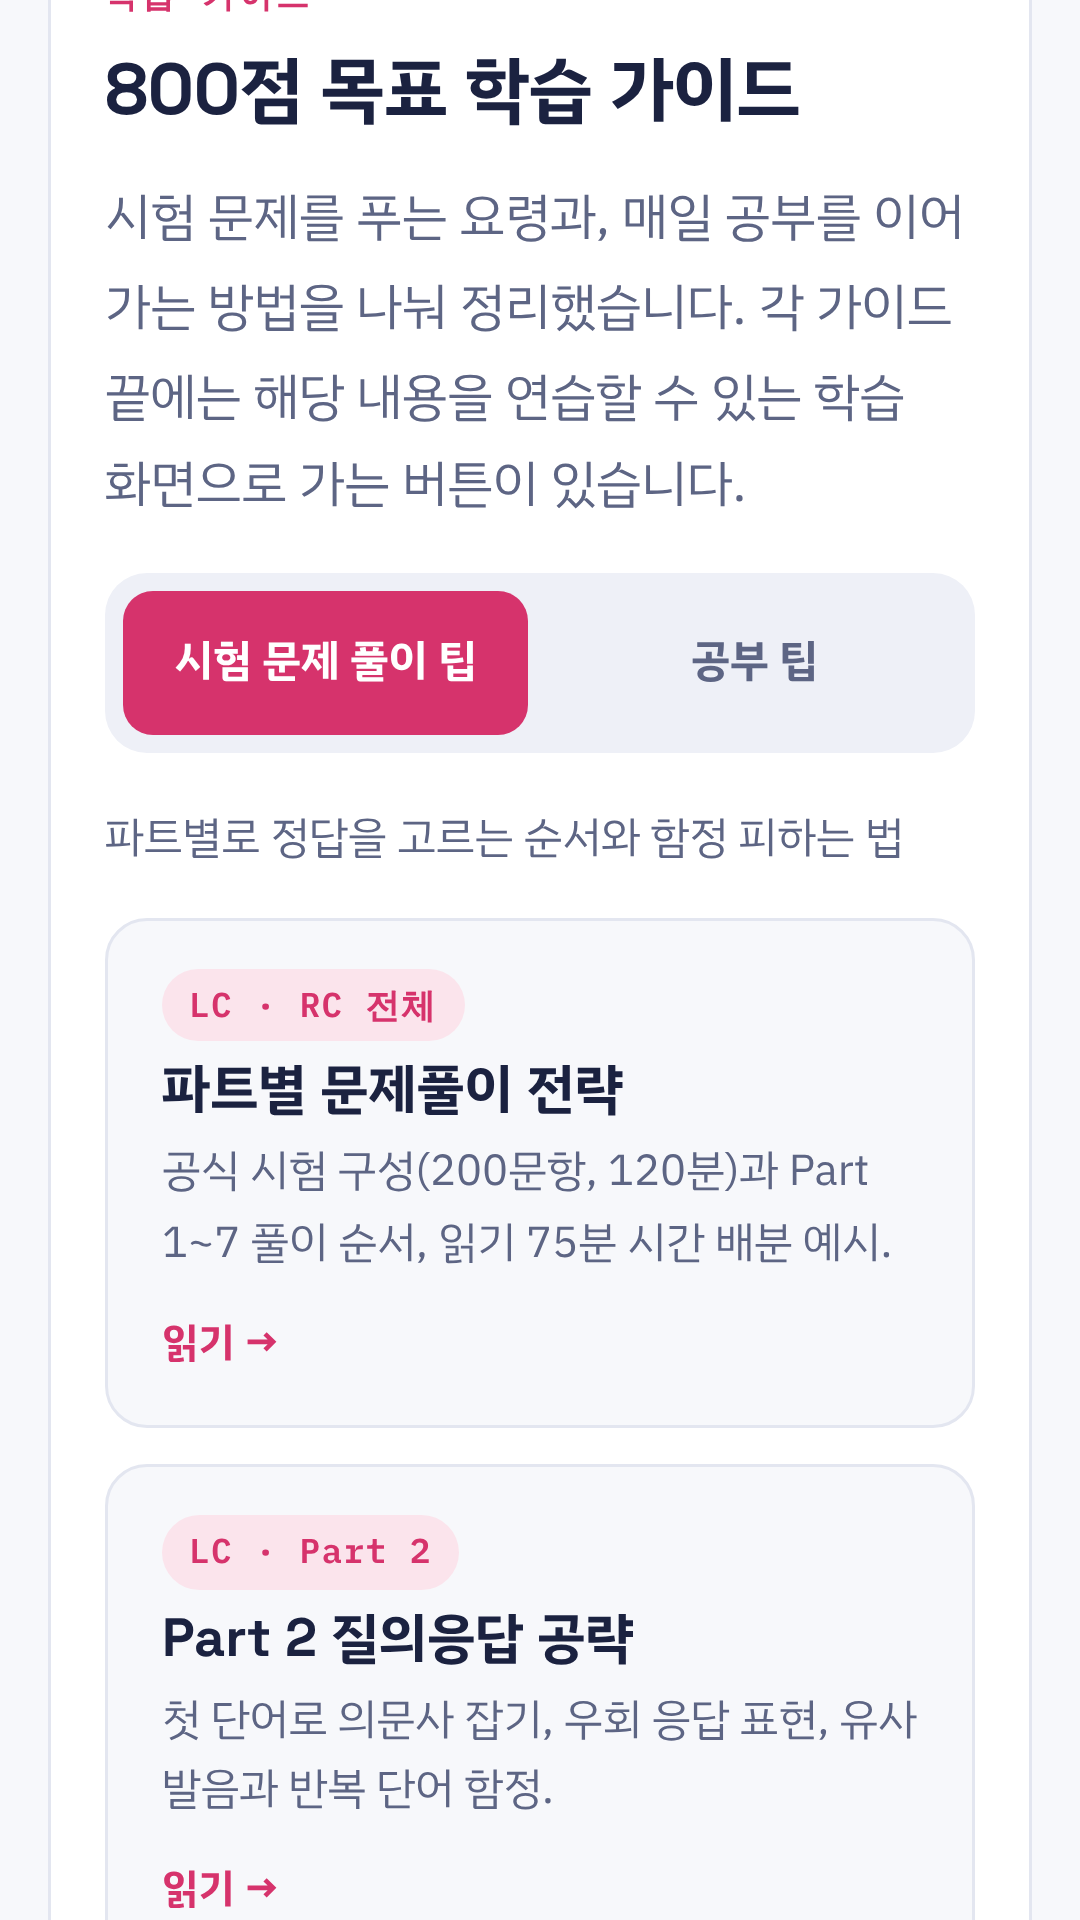 학습 가이드
800점 목표 학습 가이드
시험 문제를 푸는 요령과, 매일 공부를 이어
가는 방법을 나눠 정리했습니다. 각 가이드
끝에는 해당 내용을 연습할 수 있는 학습
화면으로 가는 버튼이 있습니다.
시험 문제 풀이 팁
공부 팁
파트별로 정답을 고르는 순서와 함정 피하는 법
LC · RC 전체
파트별 문제풀이 전략
공식 시험 구성(200문항, 120분)과 Part
1~7 풀이 순서, 읽기 75분 시간 배분 예시.
읽기 →
LC · Part 2
Part 2 질의응답 공략
첫 단어로 의문사 잡기, 우회 응답 표현, 유사
발음과 반복 단어 함정.
읽기 →